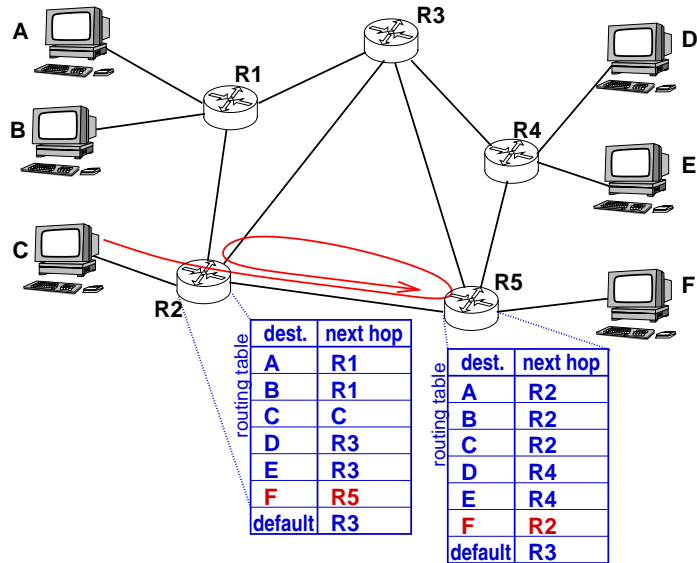 R3
A
D
R1
B
R4
E
C
R5
F
R2
routing table
dest. next hop
A R1
B R1
C C
D R3
E R3
F R5
default R3
routing table
dest. next hop
A R2
B R2
C R2
D R4
E R4
F R2
default R3